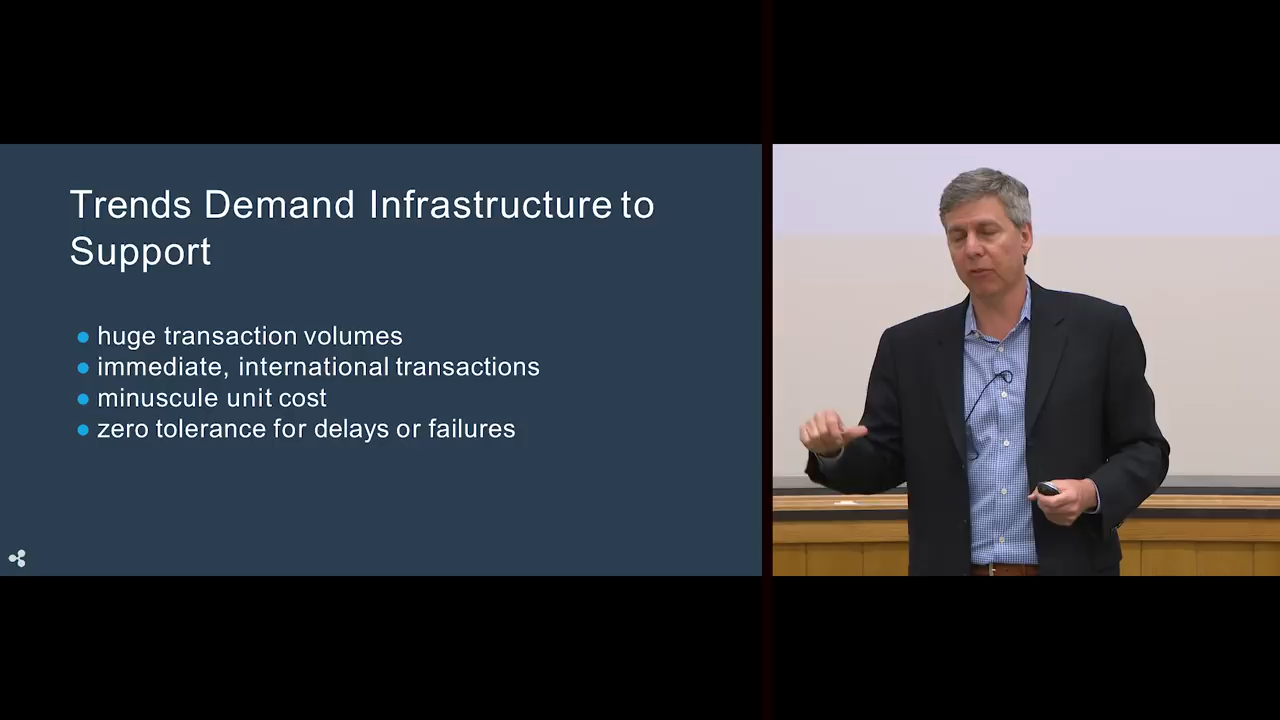 Trends Demand Infrastructure to
Support
huge transaction volumes
immediate, international transactions
minuscule unit cost
zero tolerance for delays or failures